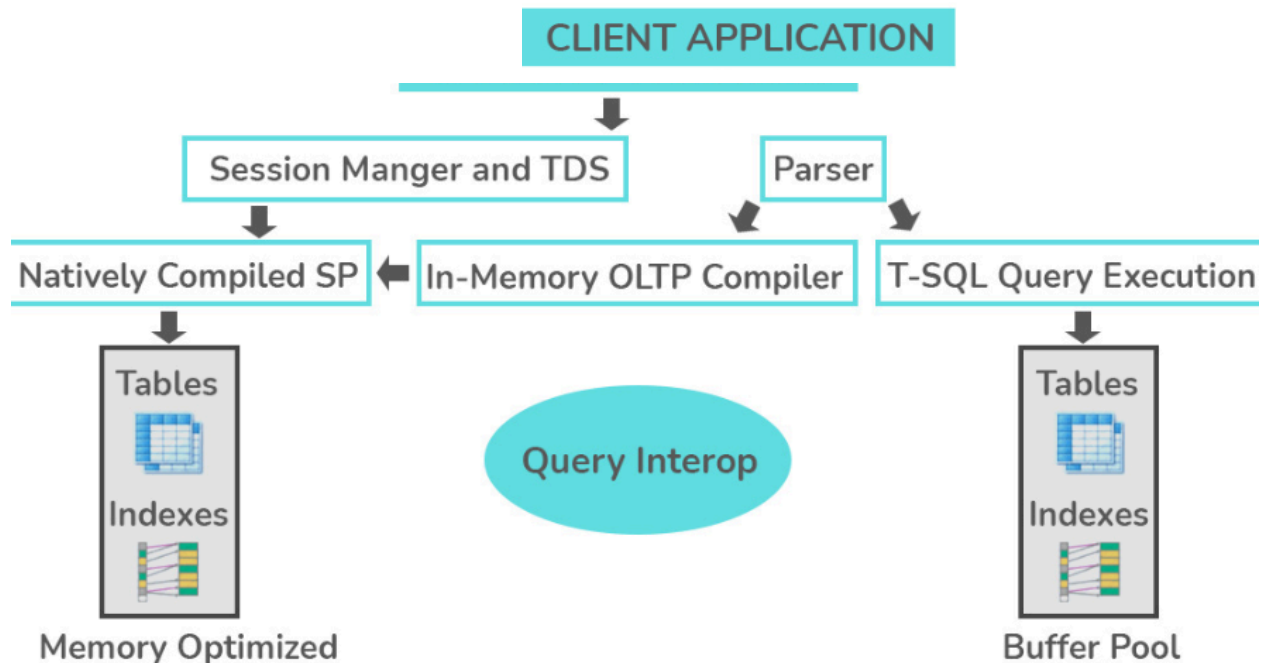 CLIENT APPLICATION
Session Manger and TDS
Parser
Natively Compiled SP
In-Memory OLTP Compiler
T-SQL Query Execution
Tables
Indexes
Memory Optimized
Query Interop
Tables
Indexes
Buffer Pool